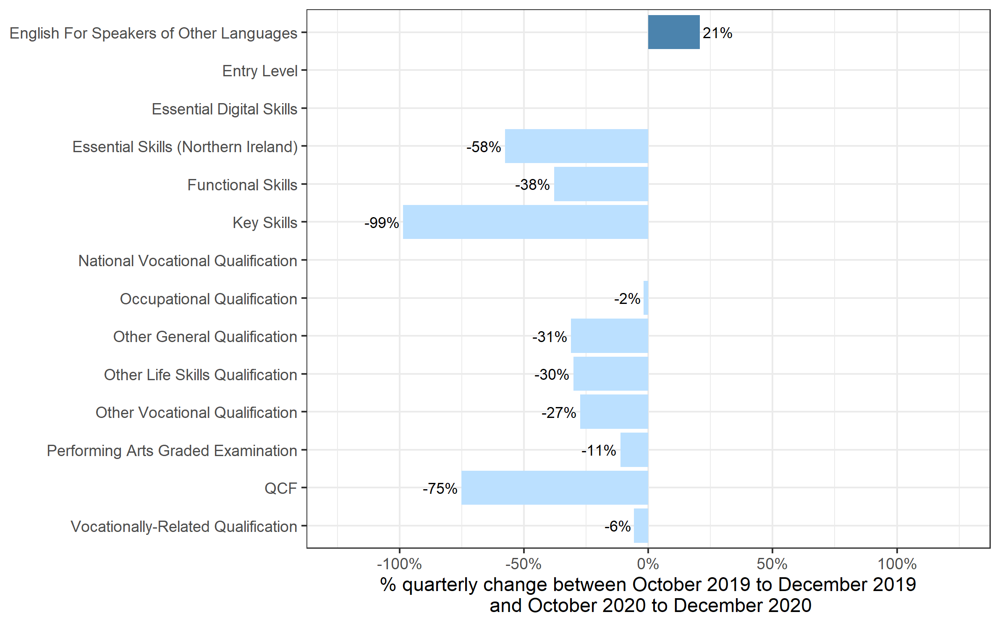 English For Speakers of Other Languages
21%
Entry Level
Essential Digital Skills
Essential Skills (Northern Ireland)
-58%
Functional Skills
-38%
Key Skills
-99%
National Vocational Qualification
Occupational Qualification
-2%
Other General Qualification
-31%
Other Life Skills Qualification
-30%
Other Vocational Qualification
-27%
Performing Arts Graded Examination
-11%
QCF
-75%
Vocationally-Related Qualification
-6%
-100% -50% 0% 50% 100%
% quarterly change between October 2019 to December 2019
and October 2020 to December 2020